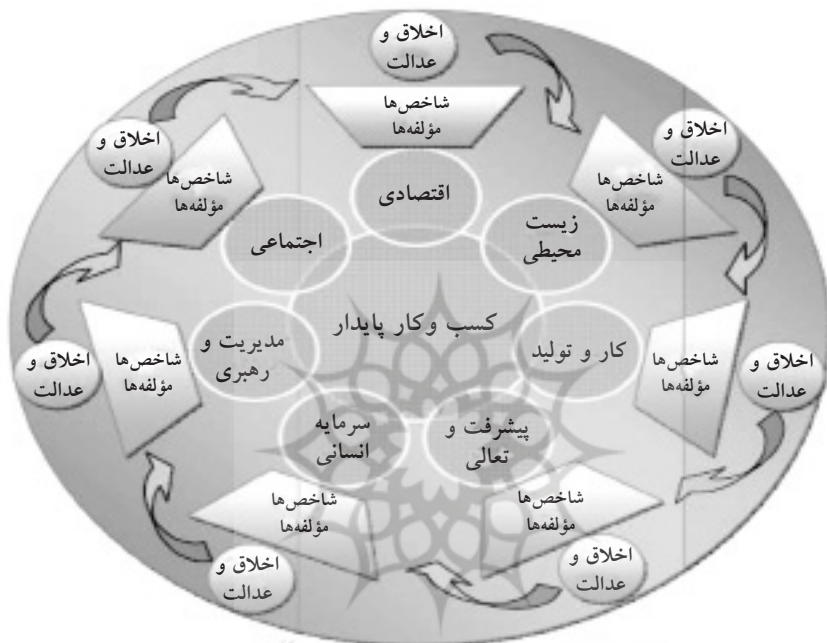 اخلاق و
عدالت
شاخص‌ها
مؤلفه‌ها
اقتصادی
اخلاق و
عدالت
شاخص‌ها
مؤلفه‌ها
زیست
محیطی
اخلاق و
عدالت
شاخص‌ها
مؤلفه‌ها
کار و تولید
اخلاق و
عدالت
شاخص‌ها
مؤلفه‌ها
پیشرفت و
تعالی
اخلاق و
عدالت
شاخص‌ها
مؤلفه‌ها
سرمایه
انسانی
اخلاق و
عدالت
شاخص‌ها
مؤلفه‌ها
مدیریت و
رهبری
اخلاق و
عدالت
شاخص‌ها
مؤلفه‌ها
اجتماعی
کسب وکار پایدار